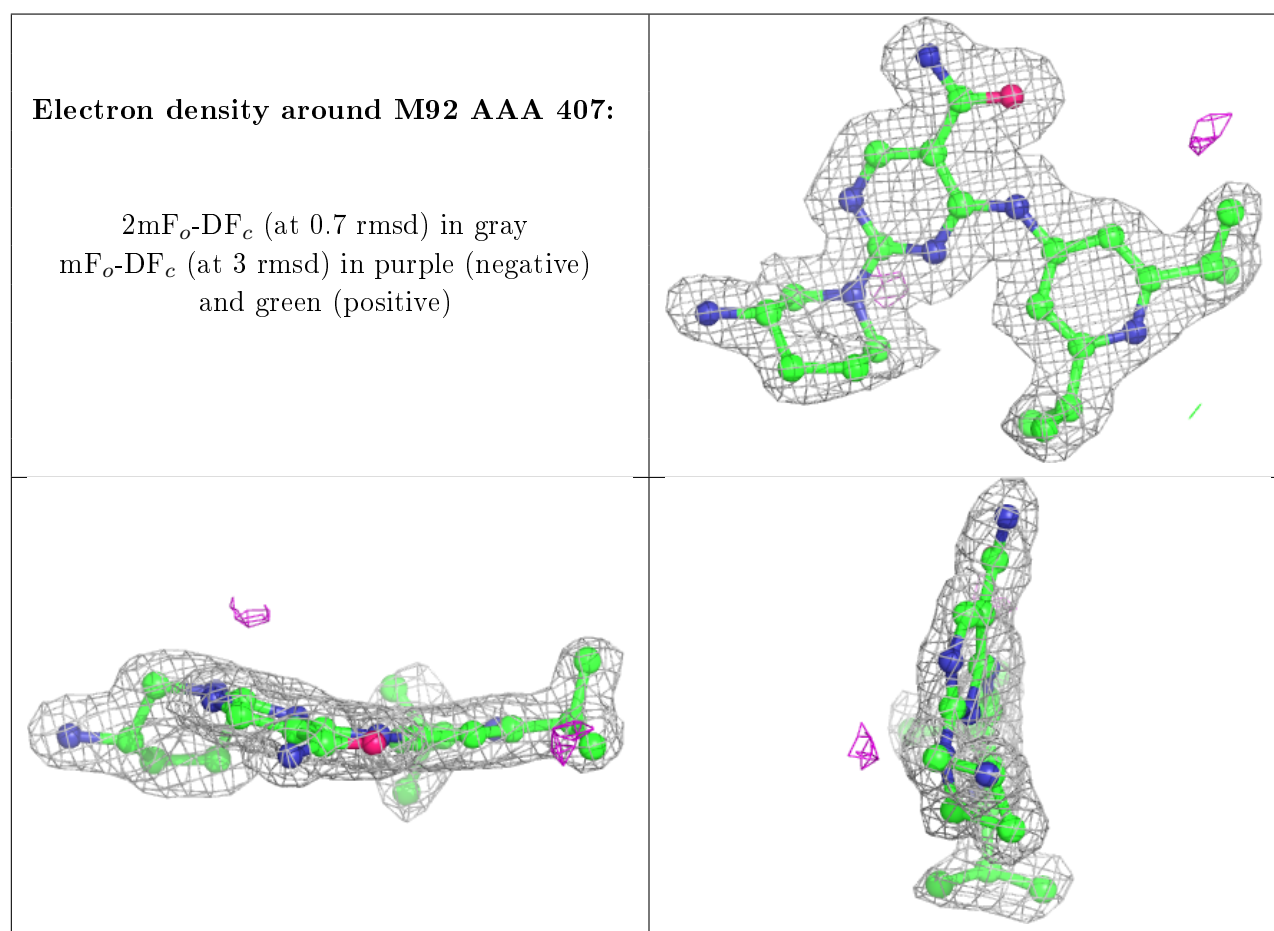 Electron density around M92 AAA 407:
2mFo-DFc (at 0.7 rmsd) in gray
mFo-DFc (at 3 rmsd) in purple (negative)
and green (positive)